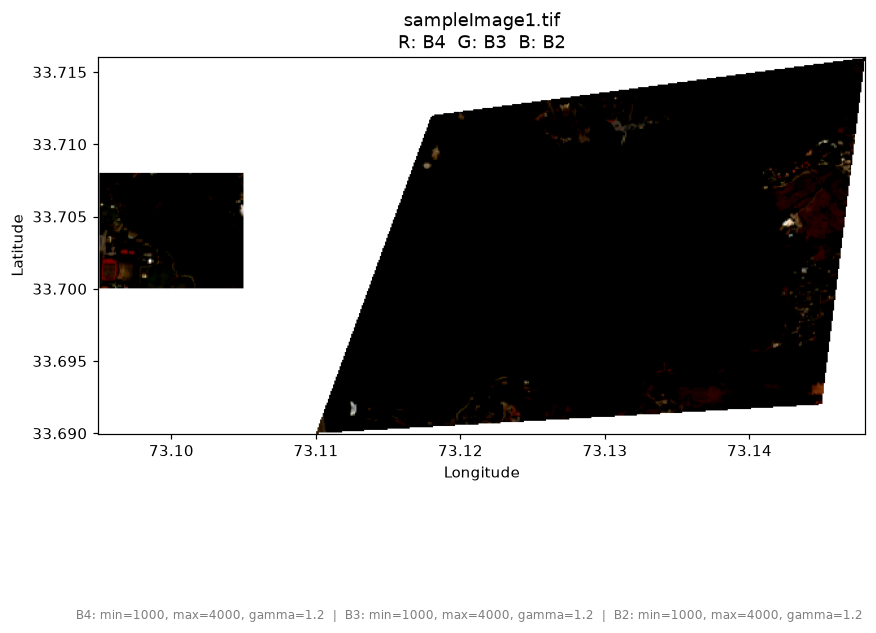 sampleImage1.tif
R: B4  G: B3  B: B2
33.715
33.710
33.705
33.700
33.695
33.690
Latitude
73.10 73.11 73.12 73.13 73.14
Longitude
B4: min=1000, max=4000, gamma=1.2  |  B3: min=1000, max=4000, gamma=1.2  |  B2: min=1000, max=4000, gamma=1.2